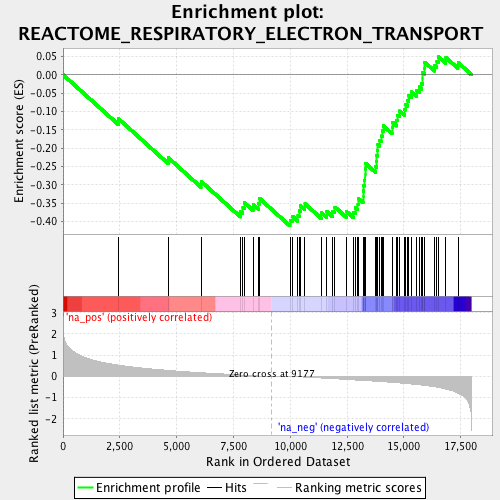 Enrichment plot:
REACTOME_RESPIRATORY_ELECTRON_TRANSPORT
Enrichment score (ES)
0.05
0.00
-0.05
-0.10
-0.15
-0.20
-0.25
-0.30
-0.35
-0.40
'na_pos' (positively correlated)
Ranked list metric (PreRanked)
3
2
1
0
-1
-2
Zero cross at 9177
'na_neg' (negatively correlated)
0
2,500
5,000
7,500
10,000
12,500
15,000
17,500
Rank in Ordered Dataset
Enrichment profile
Hits
Ranking metric scores